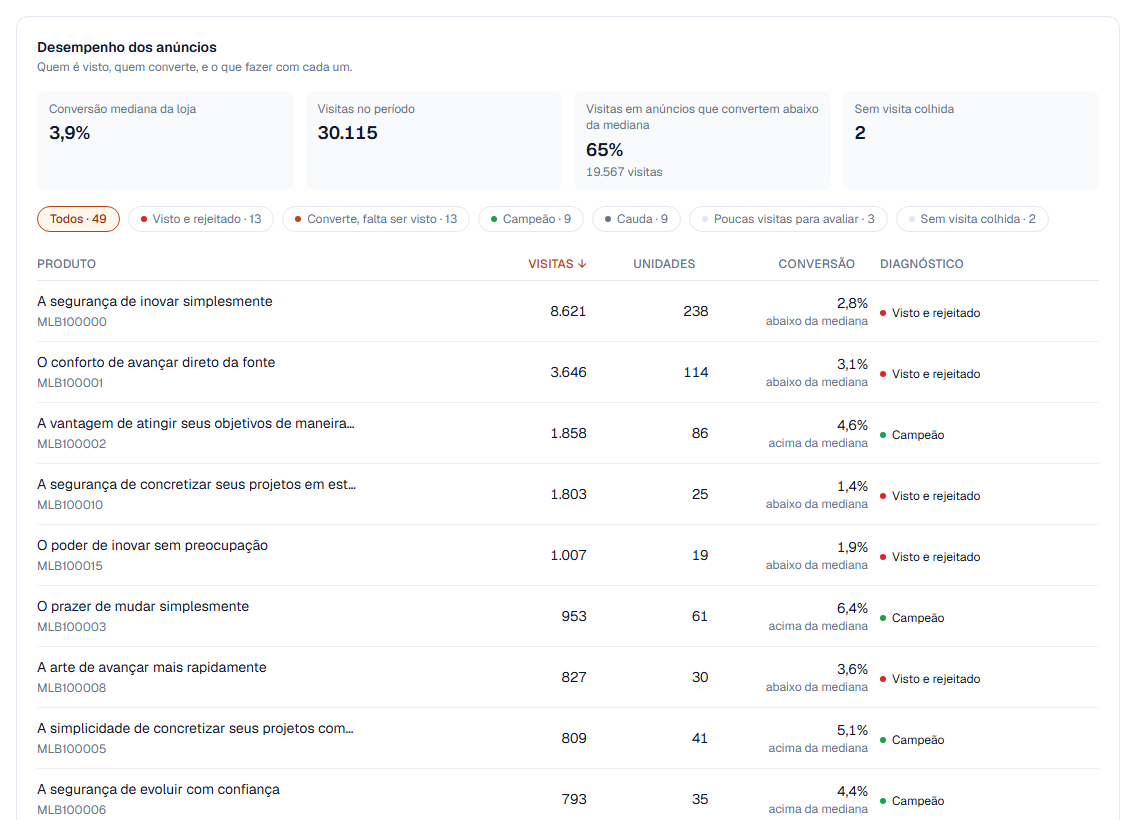 Desempenho dos anúncios
Quem é visto, quem converte, e o que fazer com cada um.
Conversão mediana da loja
3,9%
Visitas no período
30.115
Visitas em anúncios que convertem abaixo
da mediana
65%
19.567 visitas
Sem visita colhida
2
Todos · 49
Visto e rejeitado · 13
Converte, falta ser visto · 13
Campeão · 9
Cauda · 9
Poucas visitas para avaliar · 3
Sem visita colhida · 2
PRODUTO VISITAS ↓ UNIDADES CONVERSÃO DIAGNÓSTICO
A segurança de inovar simplesmente
MLB100000
8.621
238
2,8%
abaixo da mediana
Visto e rejeitado
O conforto de avançar direto da fonte
MLB100001
3.646
114
3,1%
abaixo da mediana
Visto e rejeitado
A vantagem de atingir seus objetivos de maneira…
MLB100002
1.858
86
4,6%
acima da mediana
Campeão
A segurança de concretizar seus projetos em est…
MLB100010
1.803
25
1,4%
abaixo da mediana
Visto e rejeitado
O poder de inovar sem preocupação
MLB100015
1.007
19
1,9%
abaixo da mediana
Visto e rejeitado
O prazer de mudar simplesmente
MLB100003
953
61
6,4%
acima da mediana
Campeão
A arte de avançar mais rapidamente
MLB100008
827
30
3,6%
abaixo da mediana
Visto e rejeitado
A simplicidade de concretizar seus projetos com…
MLB100005
809
41
5,1%
acima da mediana
Campeão
A segurança de evoluir com confiança
MLB100006
793
35
4,4%
acima da mediana
Campeão